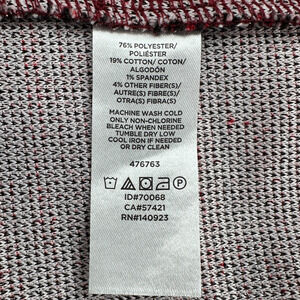 76% POLYESTER/
POLIÉSTER
19% COTTON/ COTON/
ALGODÓN
1% SPANDEX
4% OTHER FIBER(S)/
AUTRE(S) FIBRE(S)/
OTRA(S) FIBRA(S)
MACHINE WASH COLD
ONLY NON-CHLORINE
BLEACH WHEN NEEDED
TUMBLE DRY LOW
COOL IRON IF NEEDED
OR DRY CLEAN
476763
P
ID#70068
CA#57421
RN#140923